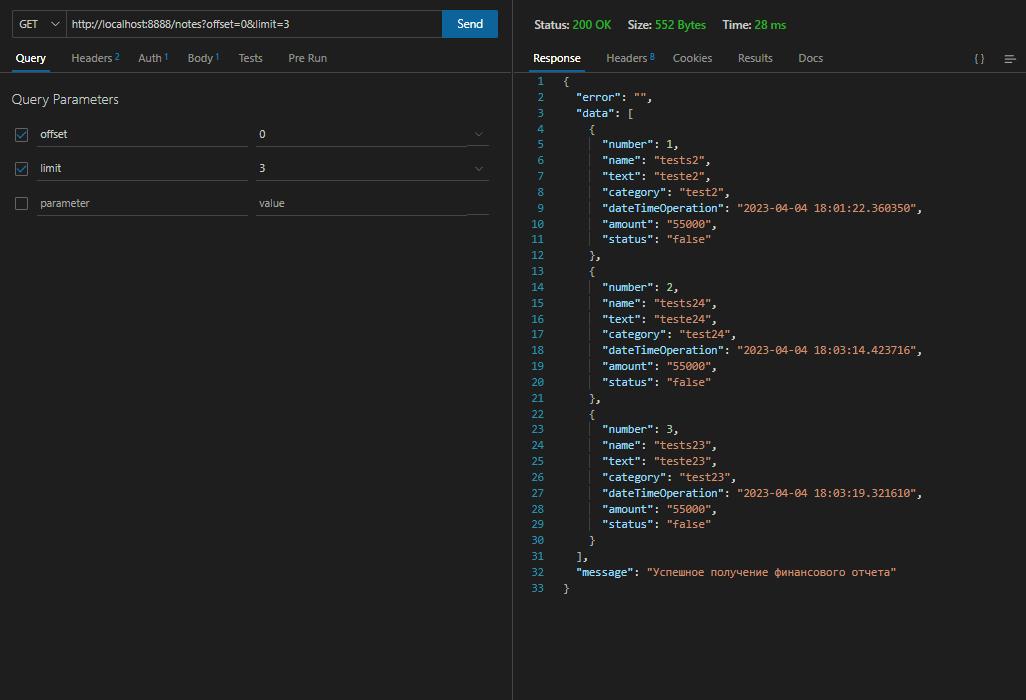 GET http://localhost:8888/notes?offset=0&limit=3 Send
Query Headers 2 Auth 1 Body 1 Tests Pre Run
Query Parameters
offset 0
limit 3
parameter value
Status: 200 OK Size: 552 Bytes Time: 28 ms
Response Headers 8 Cookies Results Docs { }
1 {
2 "error": "",
3 "data": [
4 {
5 "number": 1,
6 "name": "tests2",
7 "text": "teste2",
8 "category": "test2",
9 "dateTimeOperation": "2023-04-04 18:01:22.360350",
10 "amount": "55000",
11 "status": "false"
12 },
13 {
14 "number": 2,
15 "name": "tests24",
16 "text": "teste24",
17 "category": "test24",
18 "dateTimeOperation": "2023-04-04 18:03:14.423716",
19 "amount": "55000",
20 "status": "false"
21 },
22 {
23 "number": 3,
24 "name": "tests23",
25 "text": "teste23",
26 "category": "test23",
27 "dateTimeOperation": "2023-04-04 18:03:19.321610",
28 "amount": "55000",
29 "status": "false"
30 }
31 ],
32 "message": "Успешное получение финансового отчета"
33 }